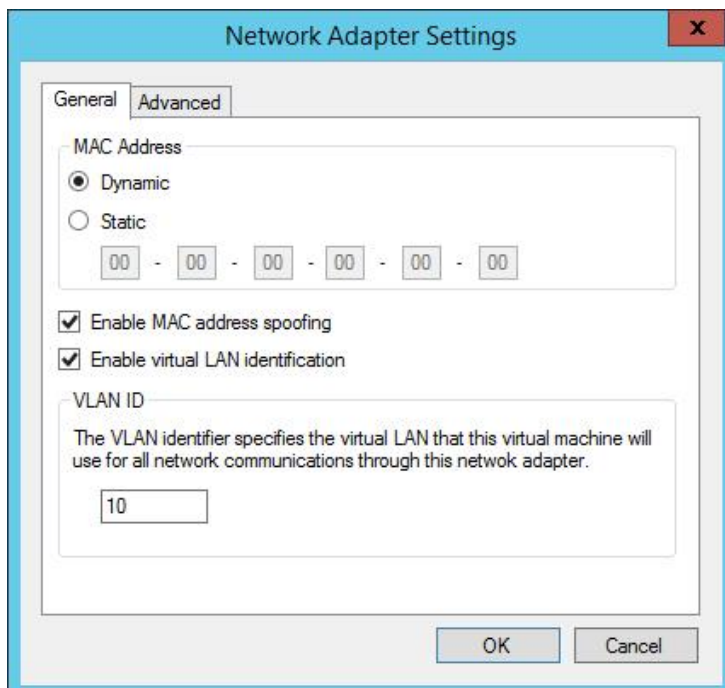 Network Adapter Settings
x
General Advanced
MAC Address
Dynamic
Static
00 - 00 - 00 - 00 - 00 - 00
Enable MAC address spoofing
Enable virtual LAN identification
VLAN ID
The VLAN identifier specifies the virtual LAN that this virtual machine will
use for all network communications through this netwok adapter.
10
OK Cancel